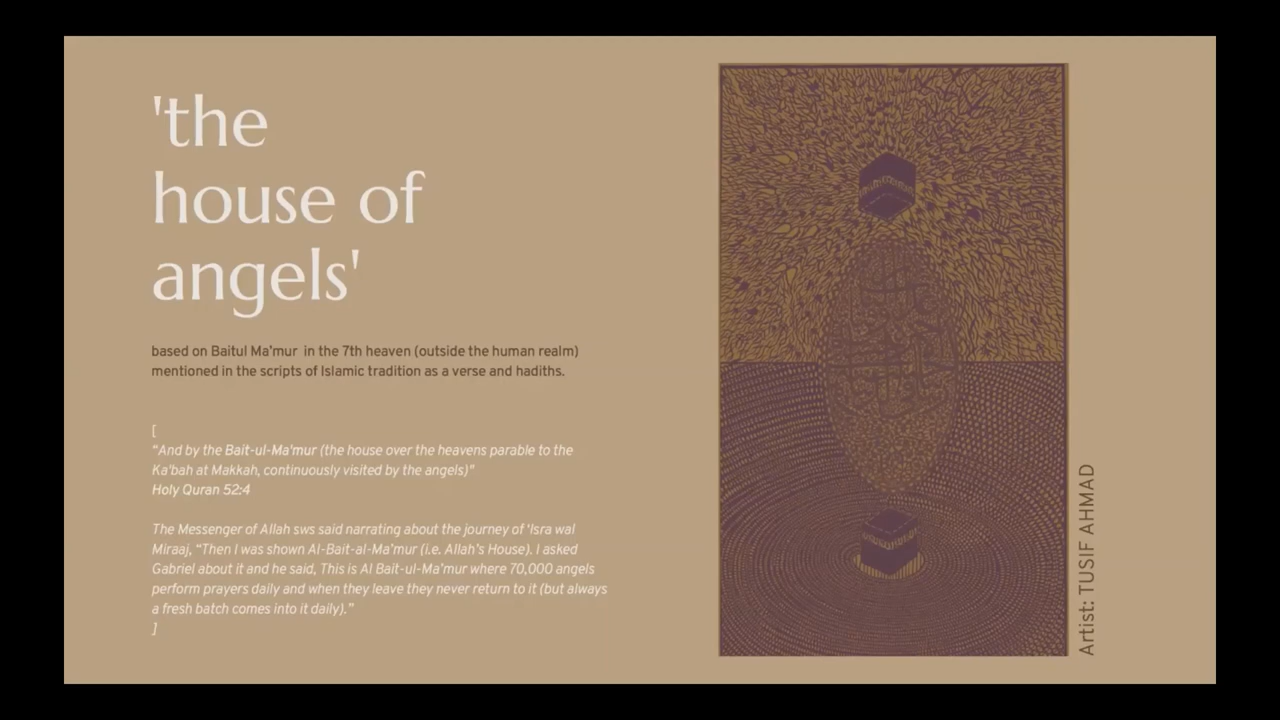 'the
house of
angels'
based on Baitul Ma'mur in the 7th heaven (outside the human realm)
mentioned in the scripts of Islamic tradition as a verse and hadiths.
[
“And by the Bait-ul-Ma'mur (the house over the heavens parable to the
Ka'bah at Makkah, continuously visited by the angels)"
Holy Quran 52:4
The Messenger of Allah sws said narrating about the journey of 'Isra wal
Miraaj, “Then I was shown Al-Bait-al-Ma’mur (i.e. Allah’s House). I asked
Gabriel about it and he said, This is Al Bait-ul-Ma’mur where 70,000 angels
perform prayers daily and when they leave they never return to it (but always
a fresh batch comes into it daily).”
]
Artist: TUSIF AHMAD